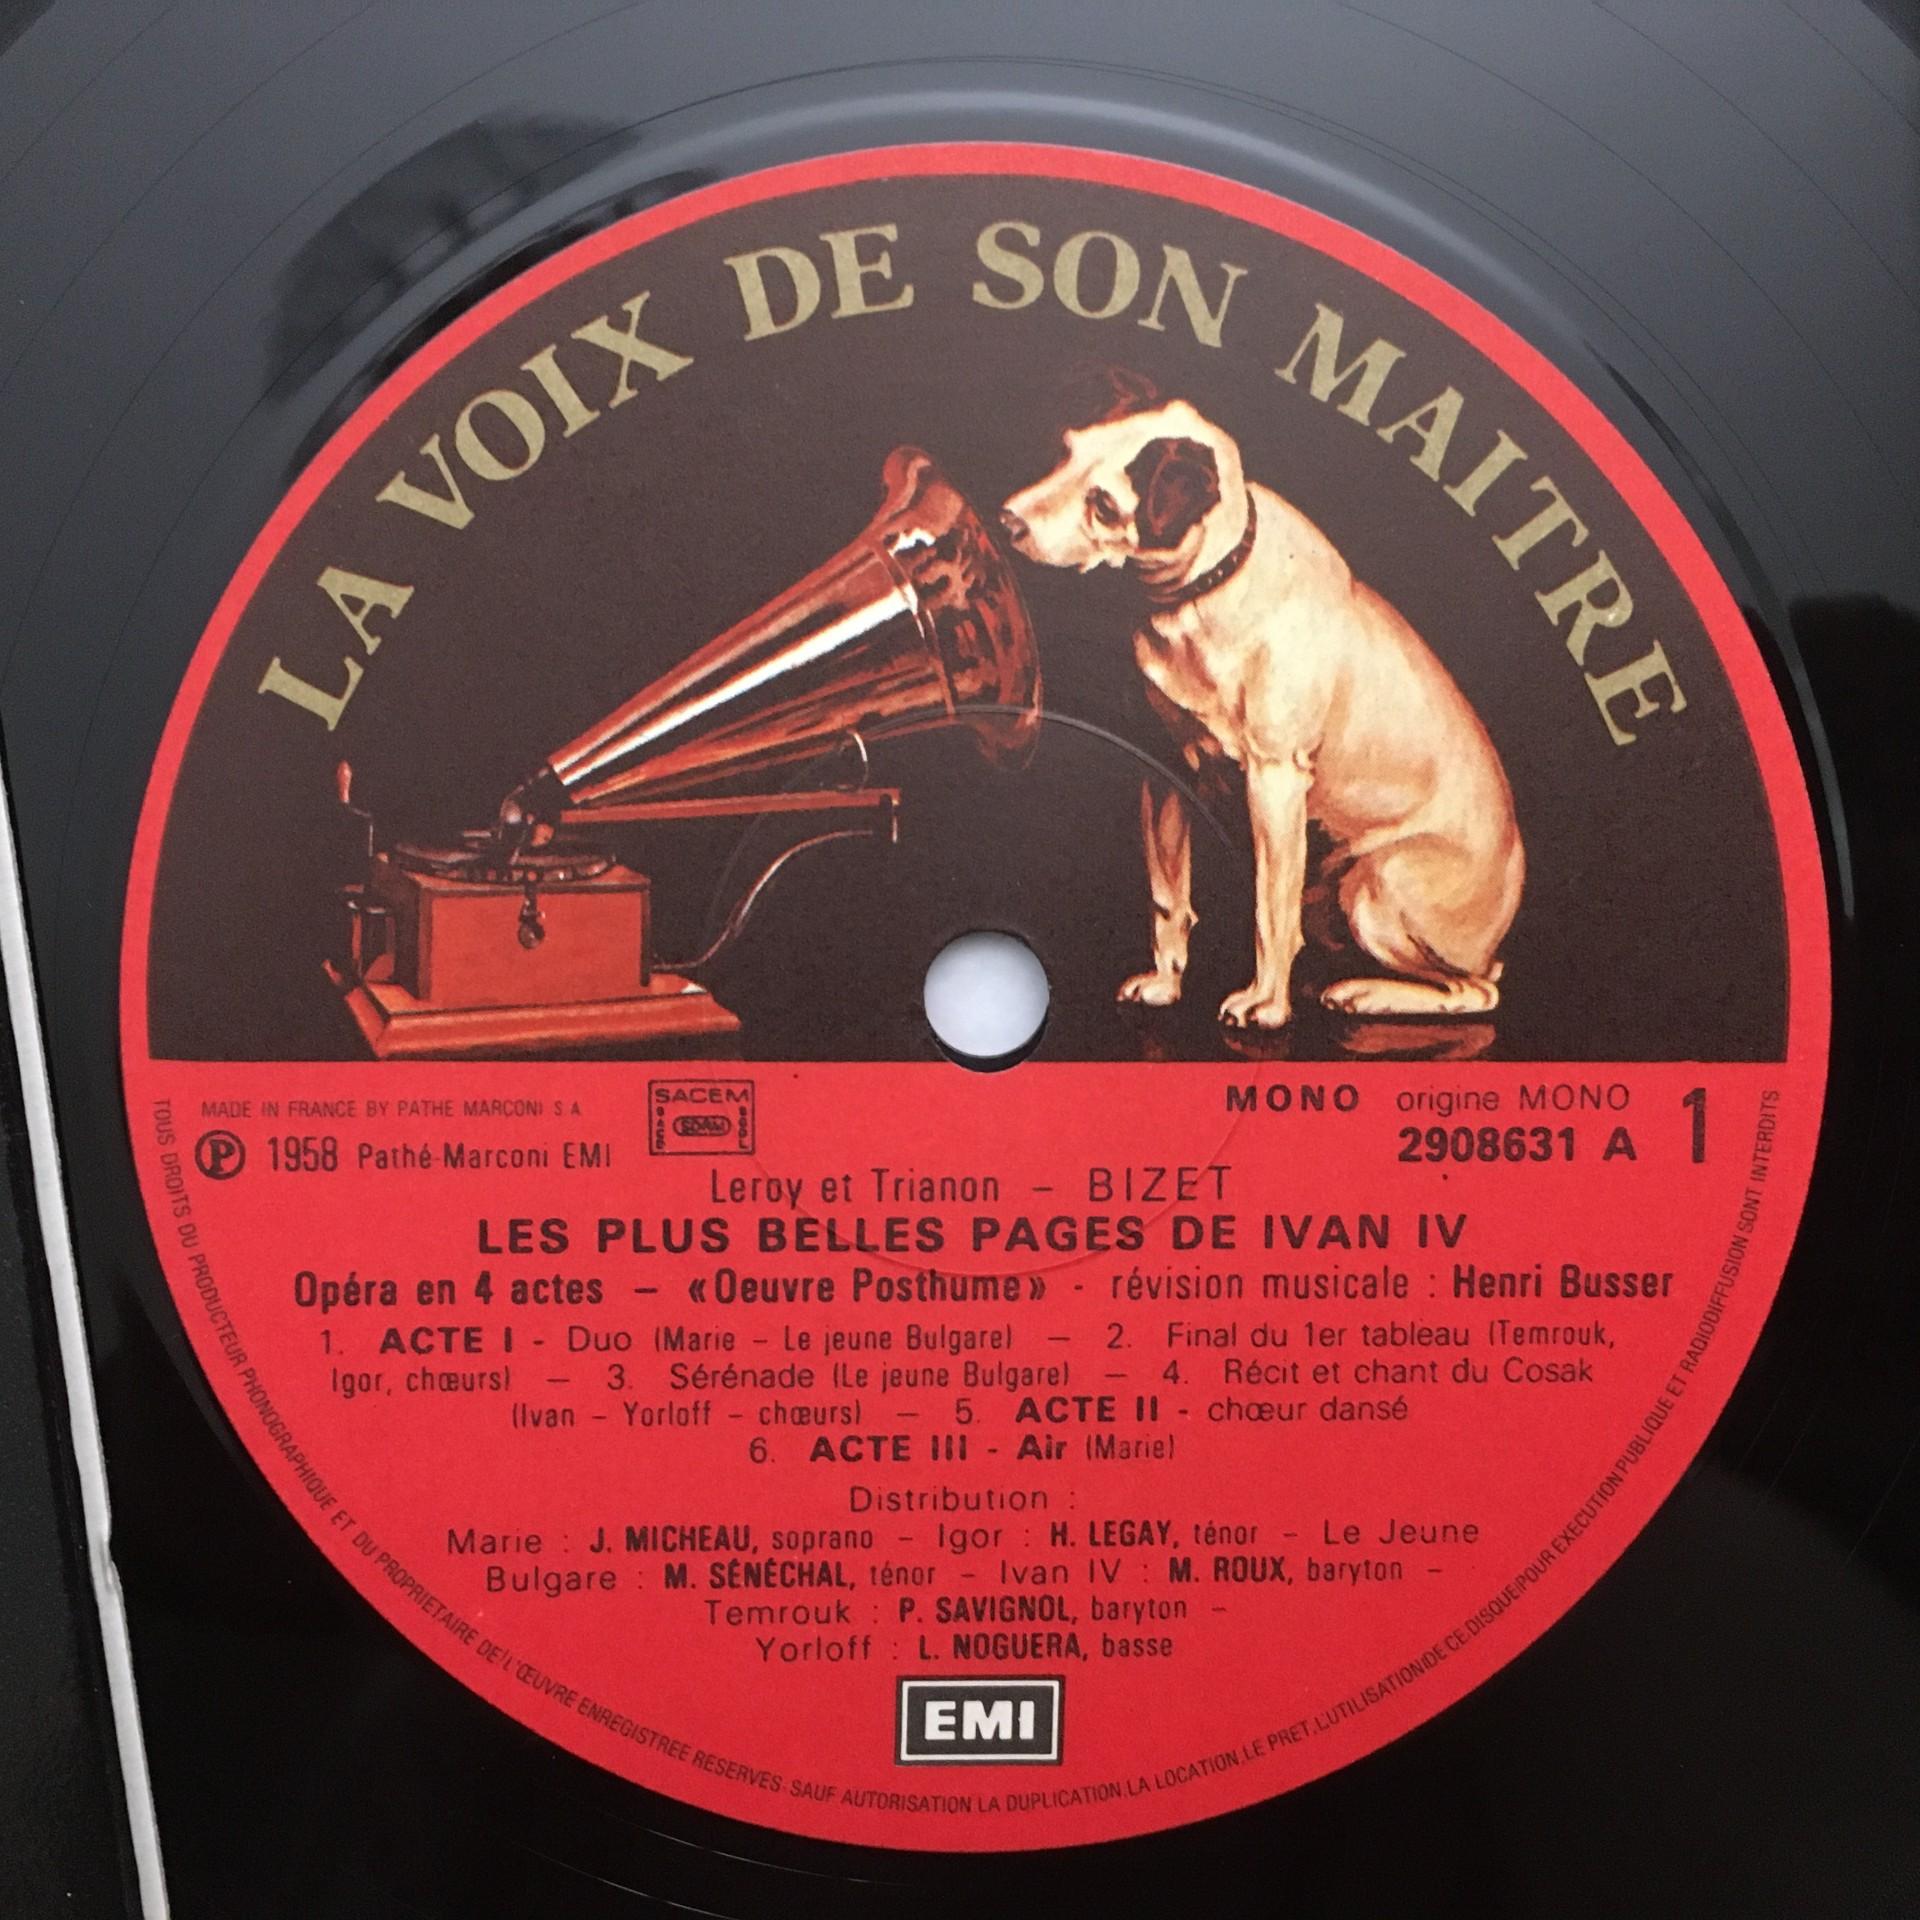 LA VOIX DE SON MAITRE
MADE IN FRANCE BY PATHE MARCONI S A
Ⓟ 1958 Pathé-Marconi EMI
SACEM
SACD
SDRM
SGDL
MONO origine MONO
2908631 A
1
Leroy et Trianon – BIZET
LES PLUS BELLES PAGES DE IVAN IV
Opéra en 4 actes – «Oeuvre Posthume» - révision musicale : Henri Busser
1. ACTE I - Duo (Marie – Le jeune Bulgare) – 2. Final du 1er tableau (Temrouk,
Igor, chœurs) – 3. Sérénade (Le jeune Bulgare) – 4. Récit et chant du Cosak
(Ivan – Yorloff – chœurs) – 5. ACTE II - chœur dansé
6. ACTE III - Air (Marie)
Distribution :
Marie : J. MICHEAU, soprano – Igor : H. LEGAY, ténor – Le Jeune
Bulgare : M. SÉNÉCHAL, ténor – Ivan IV : M. ROUX, baryton –
Temrouk : P. SAVIGNOL, baryton –
Yorloff : L. NOGUERA, basse
EMI
TOUS DROITS DU PRODUCTEUR PHONOGRAPHIQUE ET DU PROPRIETAIRE DE L'ŒUVRE ENREGISTREE RESERVES. SAUF AUTORISATION LA DUPLICATION, LA LOCATION, LE PRET, L'UTILISATION DE CE DISQUE POUR EXECUTION PUBLIQUE ET RADIODIFFUSION SONT INTERDITS